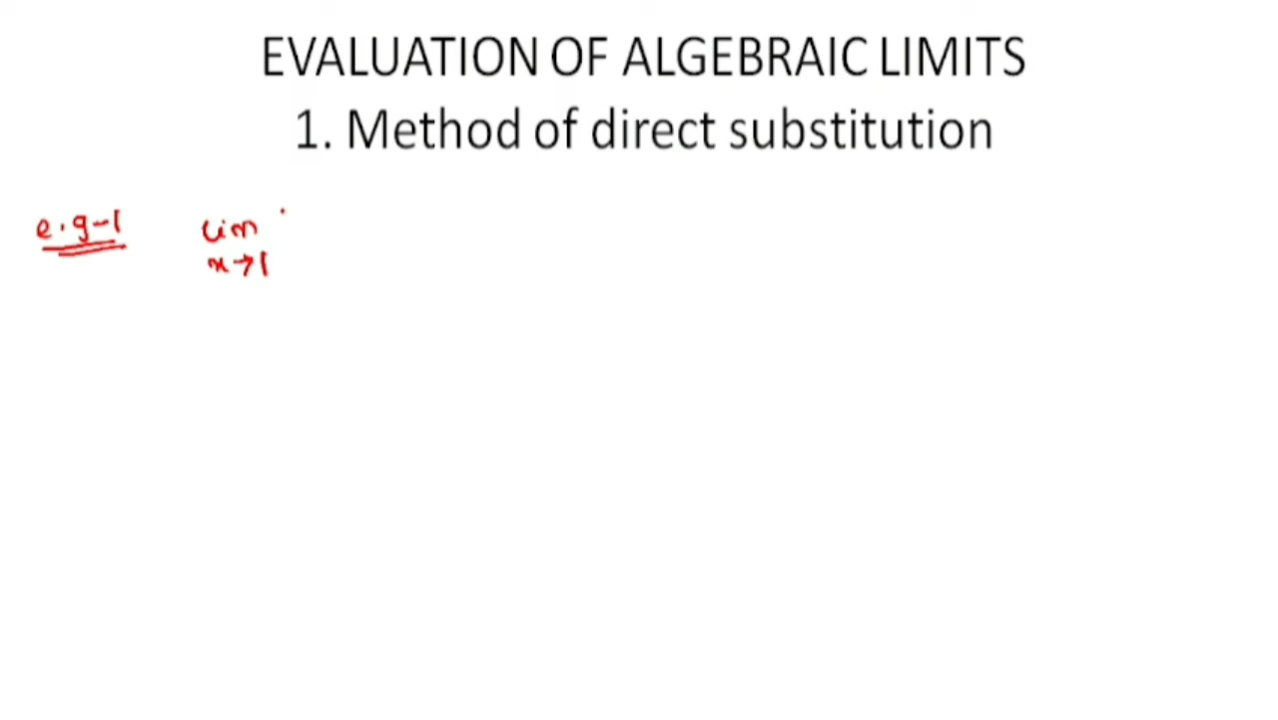 EVALUATION OF ALGEBRAIC LIMITS
1. Method of direct substitution
e.g-1 lim
x→1